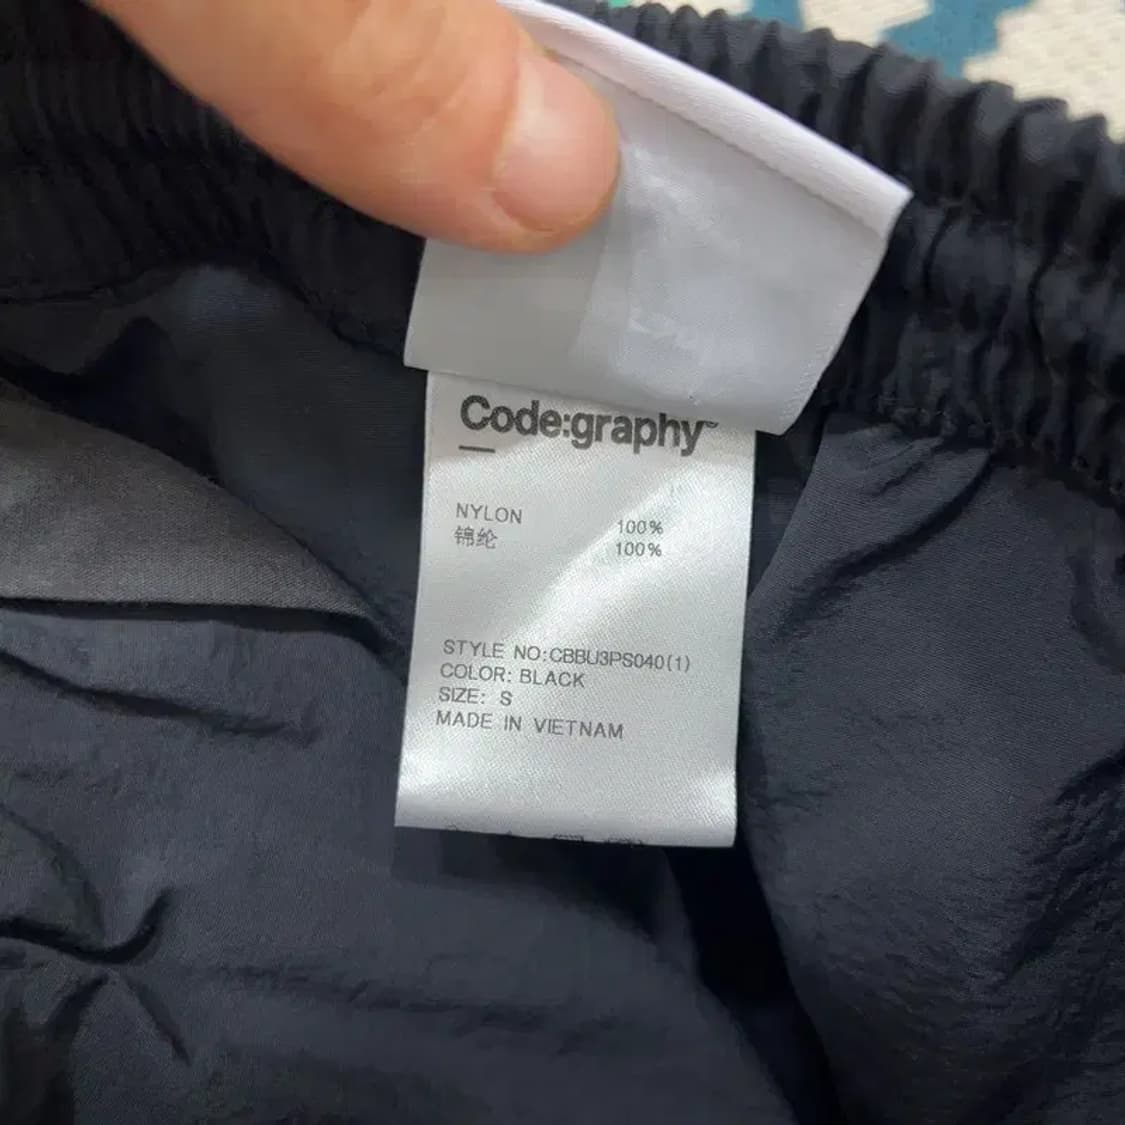 Code:graphy
NYLON 100%
锦纶 100%
STYLE NO:CBBU3PS040(1)
COLOR: BLACK
SIZE: S
MADE IN VIETNAM